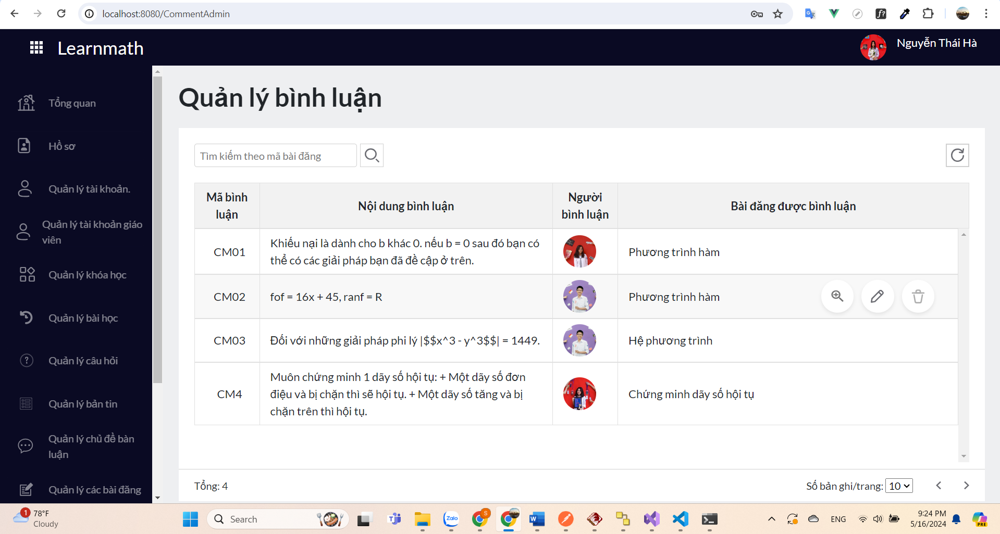 localhost:8080/CommentAdmin
Learnmath
Nguyễn Thái Hà
Tổng quan
Hồ sơ
Quản lý tài khoản.
Quản lý tài khoản giáo
viên
Quản lý khóa học
Quản lý bài học
Quản lý câu hỏi
Quản lý bản tin
Quản lý chủ đề bàn
luận
Quản lý các bài đăng
Quản lý bình luận
Tìm kiếm theo mã bài đăng
Mã bình
luận
Nội dung bình luận
Người
bình luận
Bài đăng được bình luận
CM01
Khiếu nại là dành cho b khác 0. nếu b = 0 sau đó bạn có
thể có các giải pháp bạn đã đề cập ở trên.
Phương trình hàm
CM02
fof = 16x + 45, ranf = R
Phương trình hàm
CM03
Đối với những giải pháp phi lý |$$x^3 - y^3$$| = 1449.
Hệ phương trình
CM4
Muôn chứng minh 1 dãy số hội tụ: + Một dãy số đơn
điệu và bị chặn thì sẽ hội tụ. + Một dãy số tăng và bị
chặn trên thì hội tụ.
Chứng minh dãy số hội tụ
Tổng: 4
Số bản ghi/trang: 10
1
78°F
Cloudy
Search
Zalo
S
ENG
9:24 PM
5/16/2024
PRE